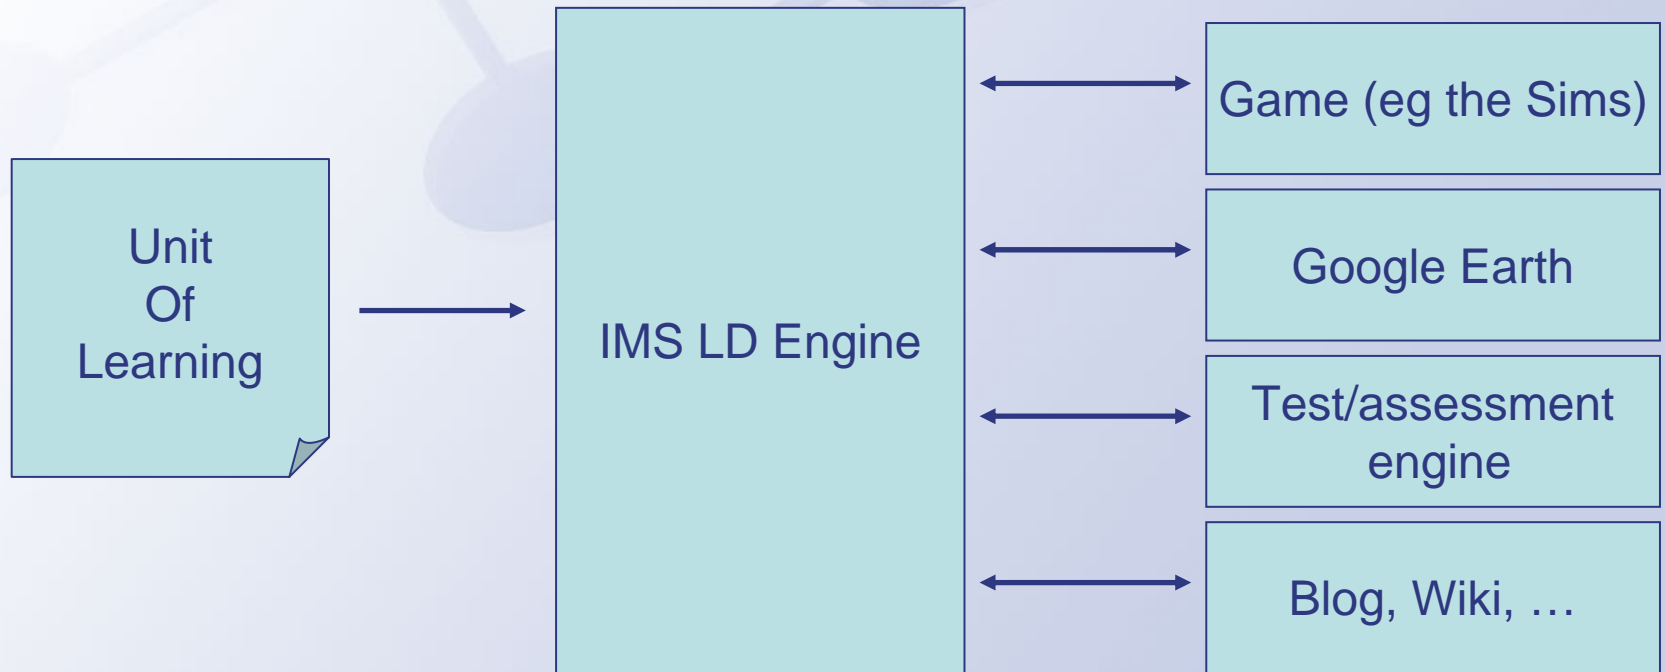 Unit
Of
Learning
IMS LD Engine
Game (eg the Sims)
Google Earth
Test/assessment
engine
Blog, Wiki, …